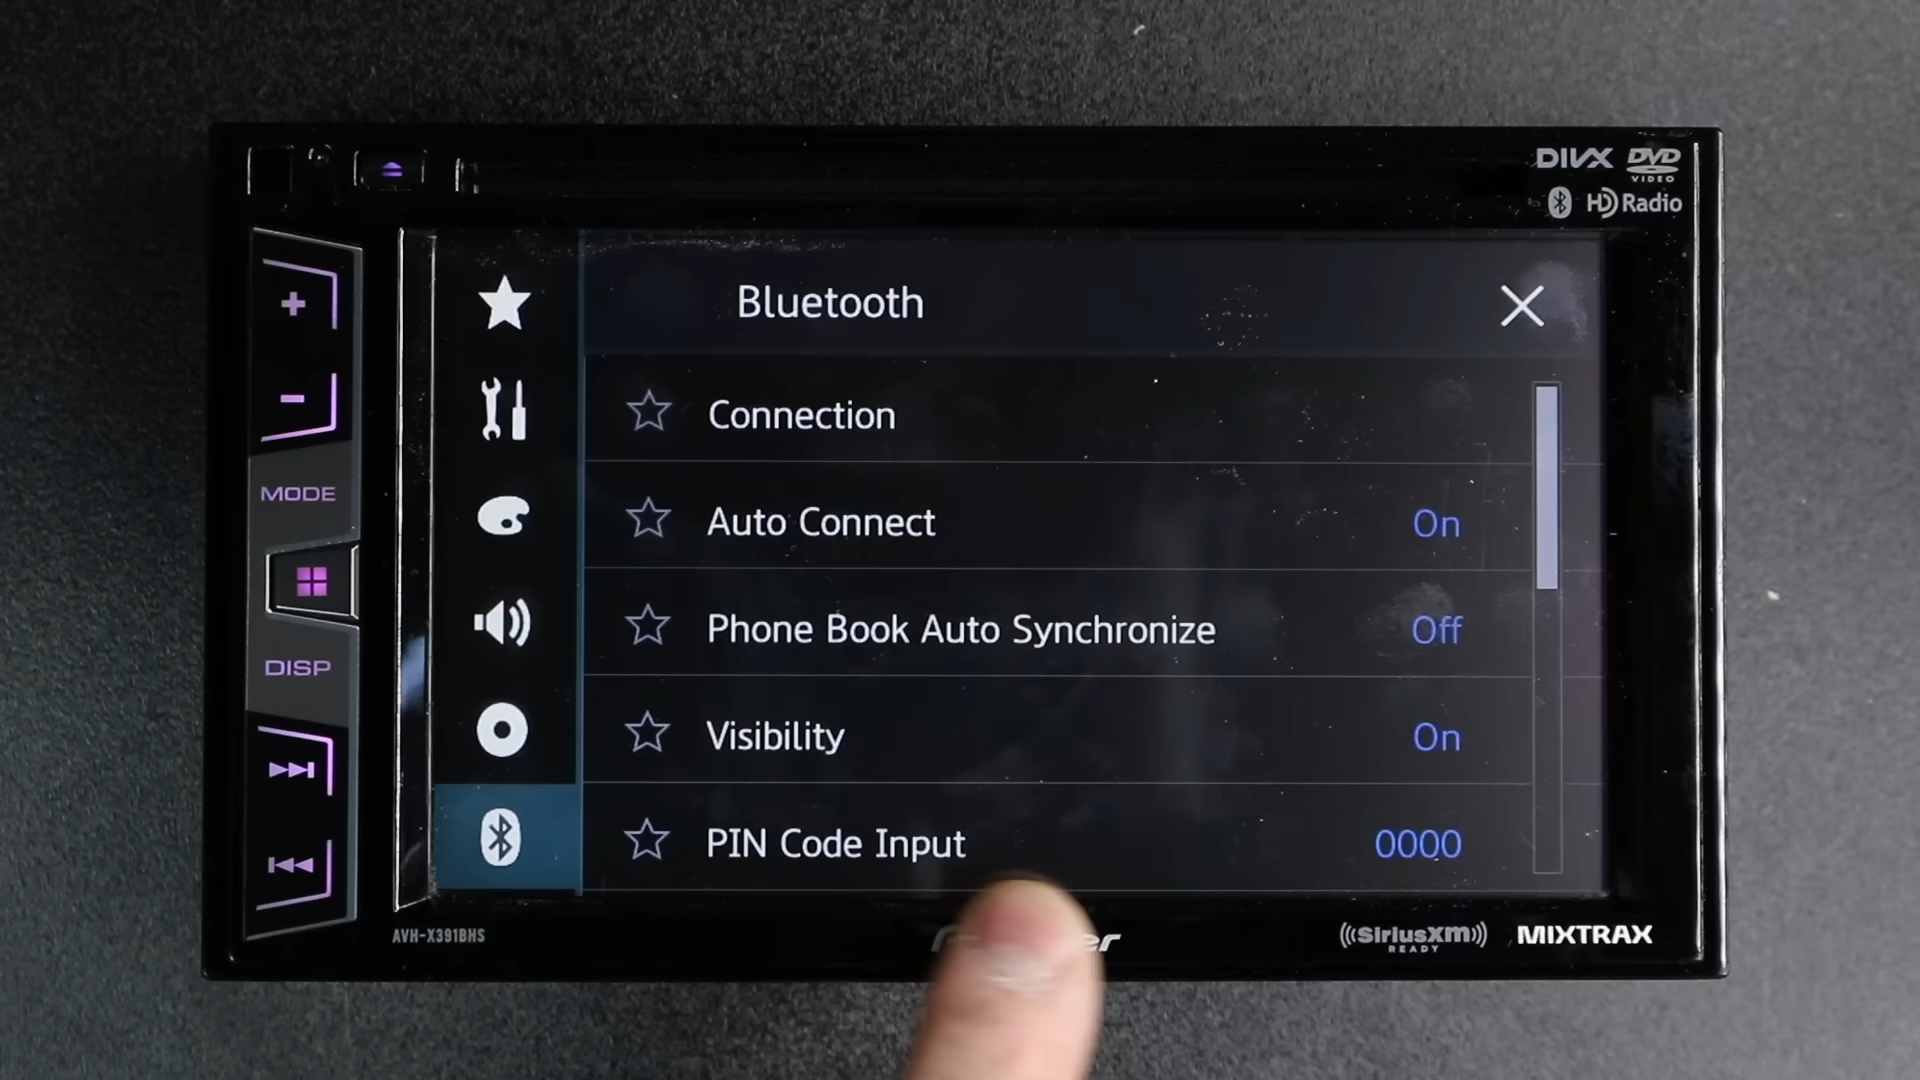 DIVX DVD
VIDEO
HD Radio
Bluetooth
Connection
Auto Connect On
Phone Book Auto Synchronize Off
Visibility On
PIN Code Input 0000
MODE
DISP
AVH-X391BHS
SiriusXM
READY
MIXTRAX